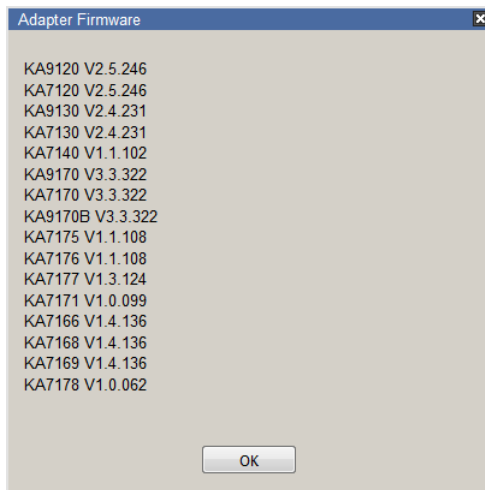 Adapter Firmware
KA9120 V2.5.246
KA7120 V2.5.246
KA9130 V2.4.231
KA7130 V2.4.231
KA7140 V1.1.102
KA9170 V3.3.322
KA7170 V3.3.322
KA9170B V3.3.322
KA7175 V1.1.108
KA7176 V1.1.108
KA7177 V1.3.124
KA7171 V1.0.099
KA7166 V1.4.136
KA7168 V1.4.136
KA7169 V1.4.136
KA7178 V1.0.062
OK